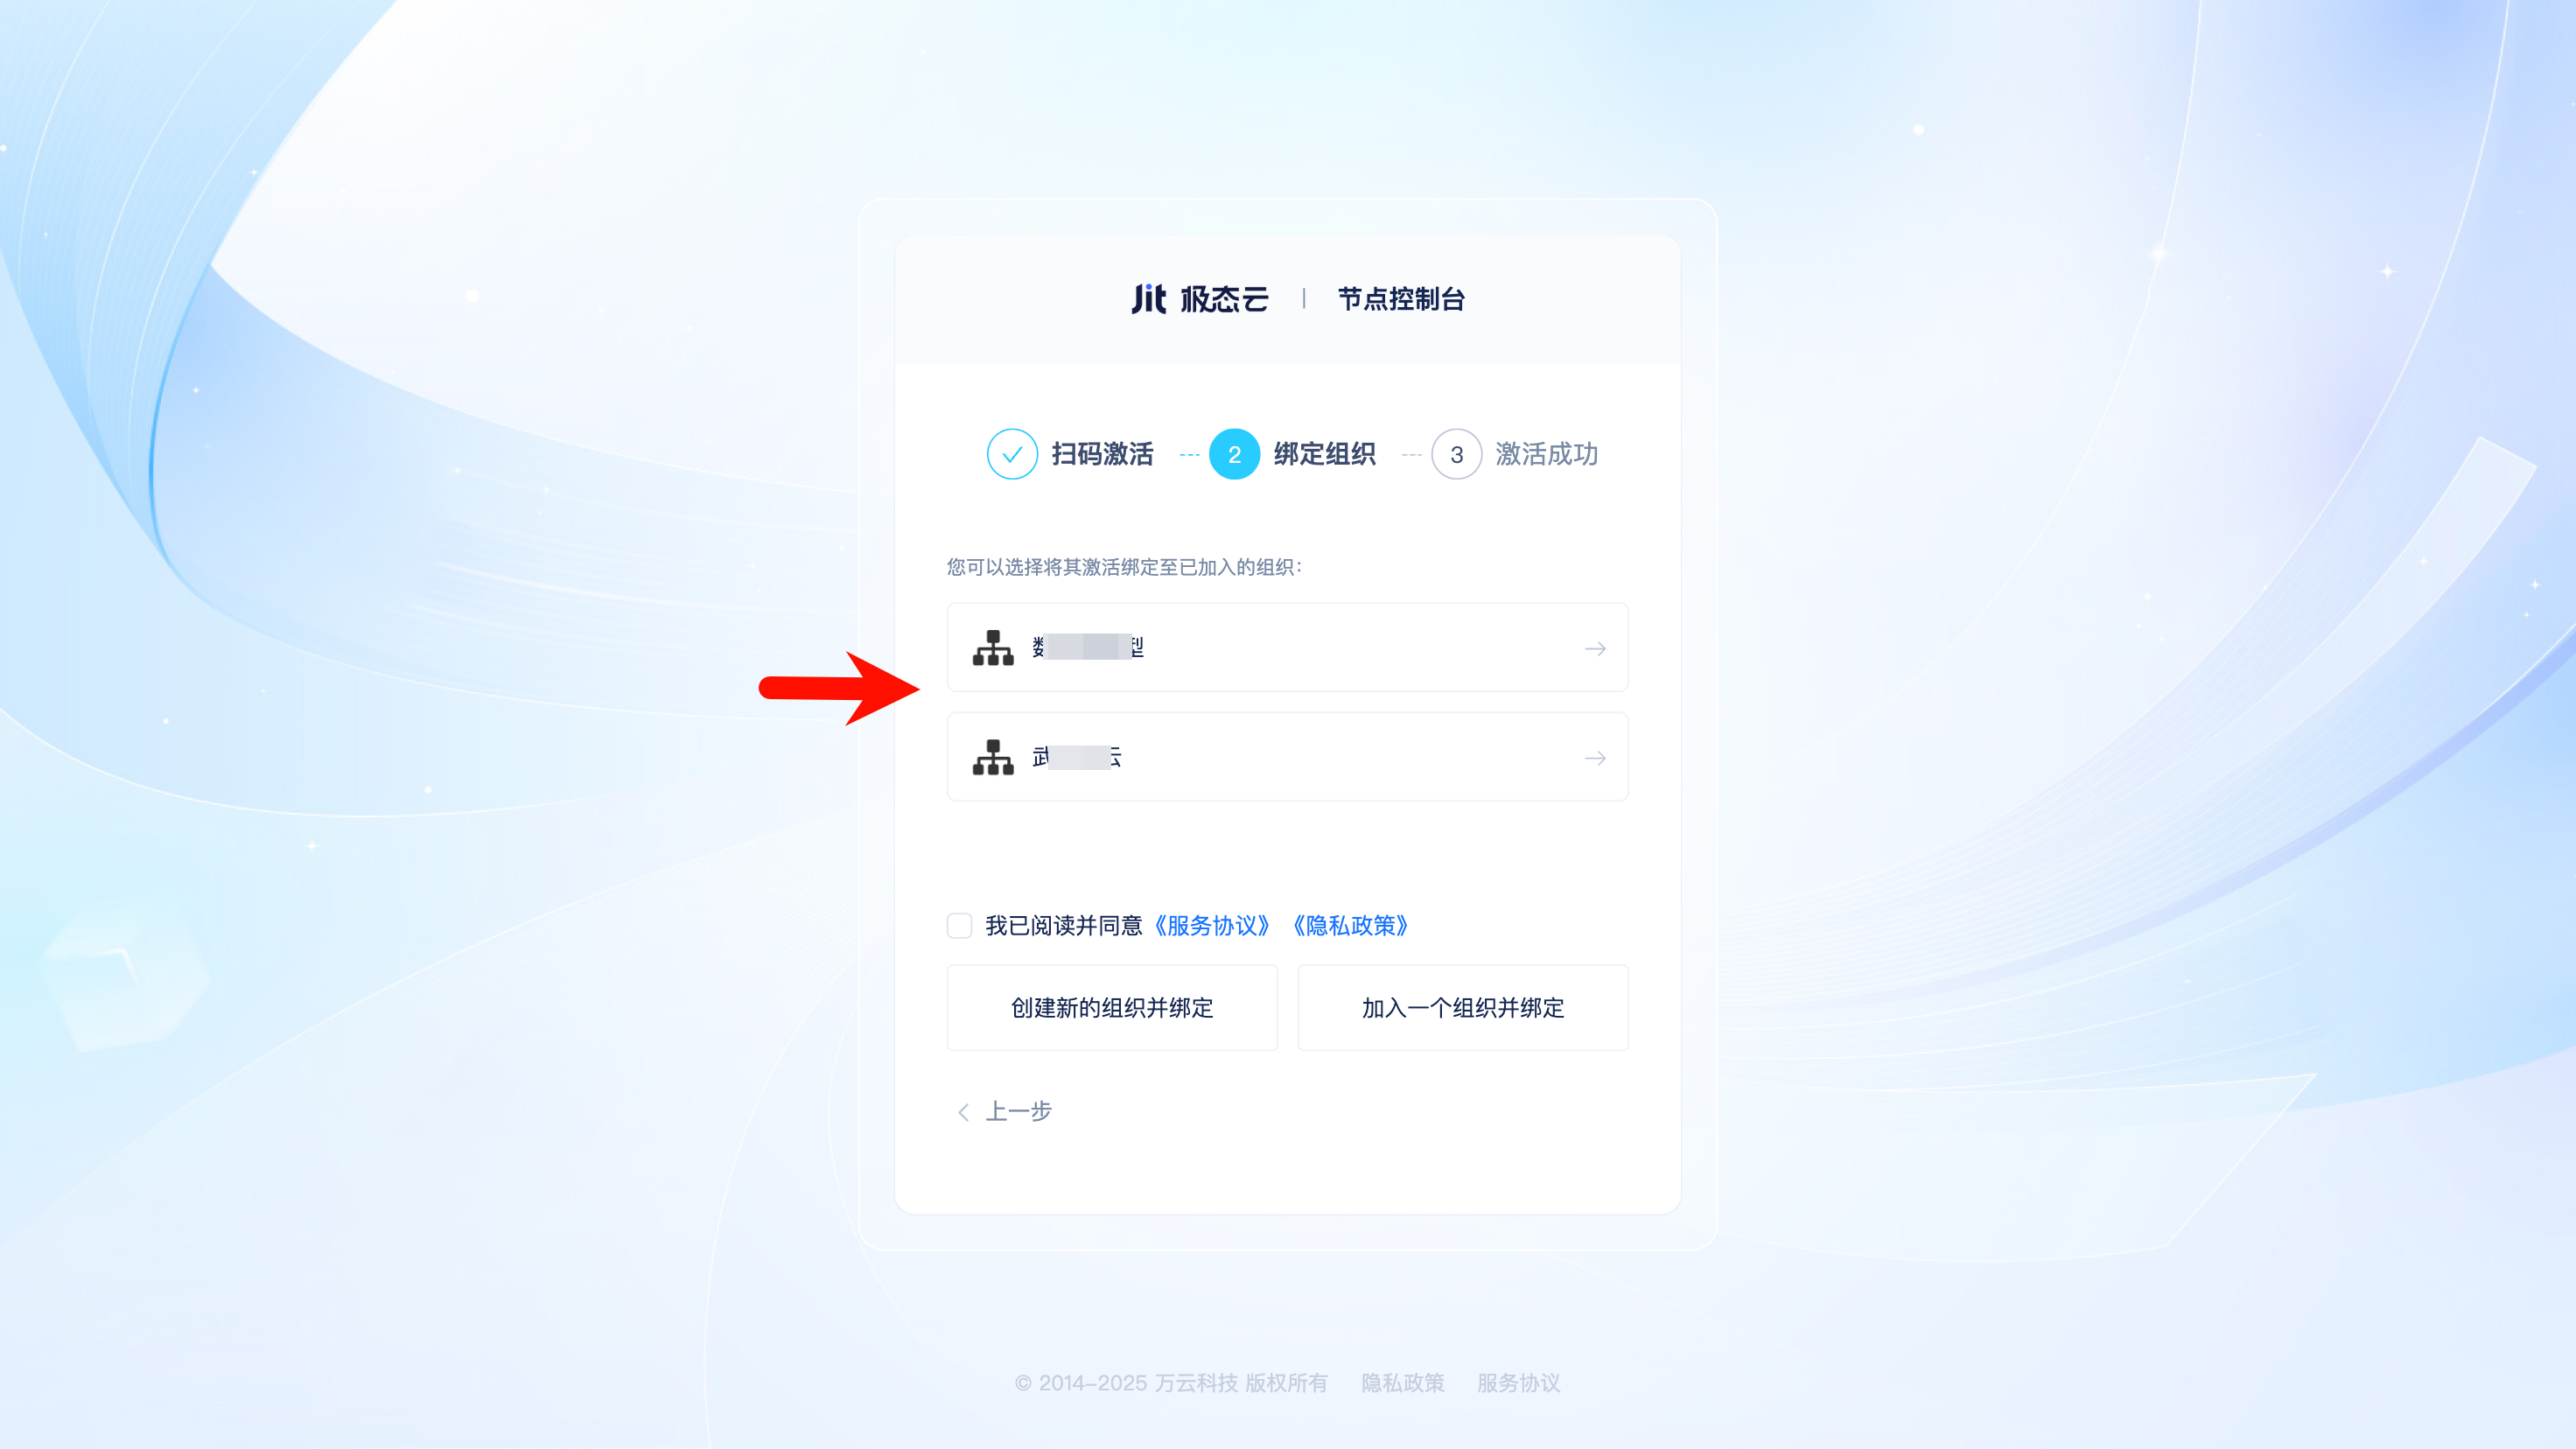 Jit 极态云 | 节点控制台
扫码激活 --- 2 绑定组织 --- 3 激活成功
您可以选择将其激活绑定至已加入的组织：
数 型
武 云
我已阅读并同意《服务协议》《隐私政策》
创建新的组织并绑定 加入一个组织并绑定
上一步
© 2014-2025 万云科技 版权所有 隐私政策 服务协议